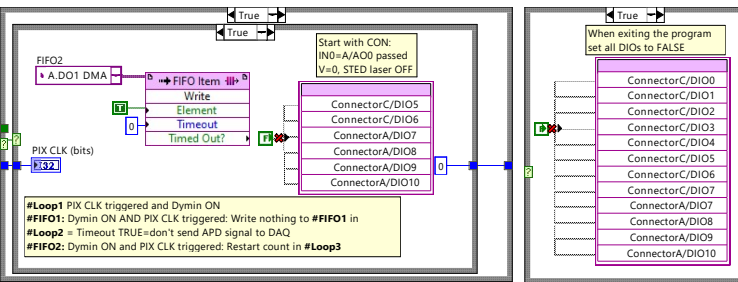 True
True
FIFO2
A.DO1 DMA
FIFO Item
Write
Element
Timeout
Timed Out?
T
0
PIX CLK (bits)
132
Start with CON:
IN0=A/AO0 passed
V=0, STED laser OFF
F
ConnectorC/DIO5
ConnectorC/DIO6
ConnectorA/DIO7
ConnectorA/DIO8
ConnectorA/DIO9
ConnectorA/DIO10
0
?
?
#Loop1 PIX CLK triggered and Dymin ON
#FIFO1: Dymin ON AND PIX CLK triggered: Write nothing to #FIFO1 in
#Loop2 = Timeout TRUE=don't send APD signal to DAQ
#FIFO2: Dymin ON and PIX CLK triggered: Restart count in #Loop3
True
When exiting the program
set all DIOs to FALSE
F
?
ConnectorC/DIO0
ConnectorC/DIO1
ConnectorC/DIO2
ConnectorC/DIO3
ConnectorC/DIO4
ConnectorC/DIO5
ConnectorC/DIO6
ConnectorC/DIO7
ConnectorA/DIO7
ConnectorA/DIO8
ConnectorA/DIO9
ConnectorA/DIO10